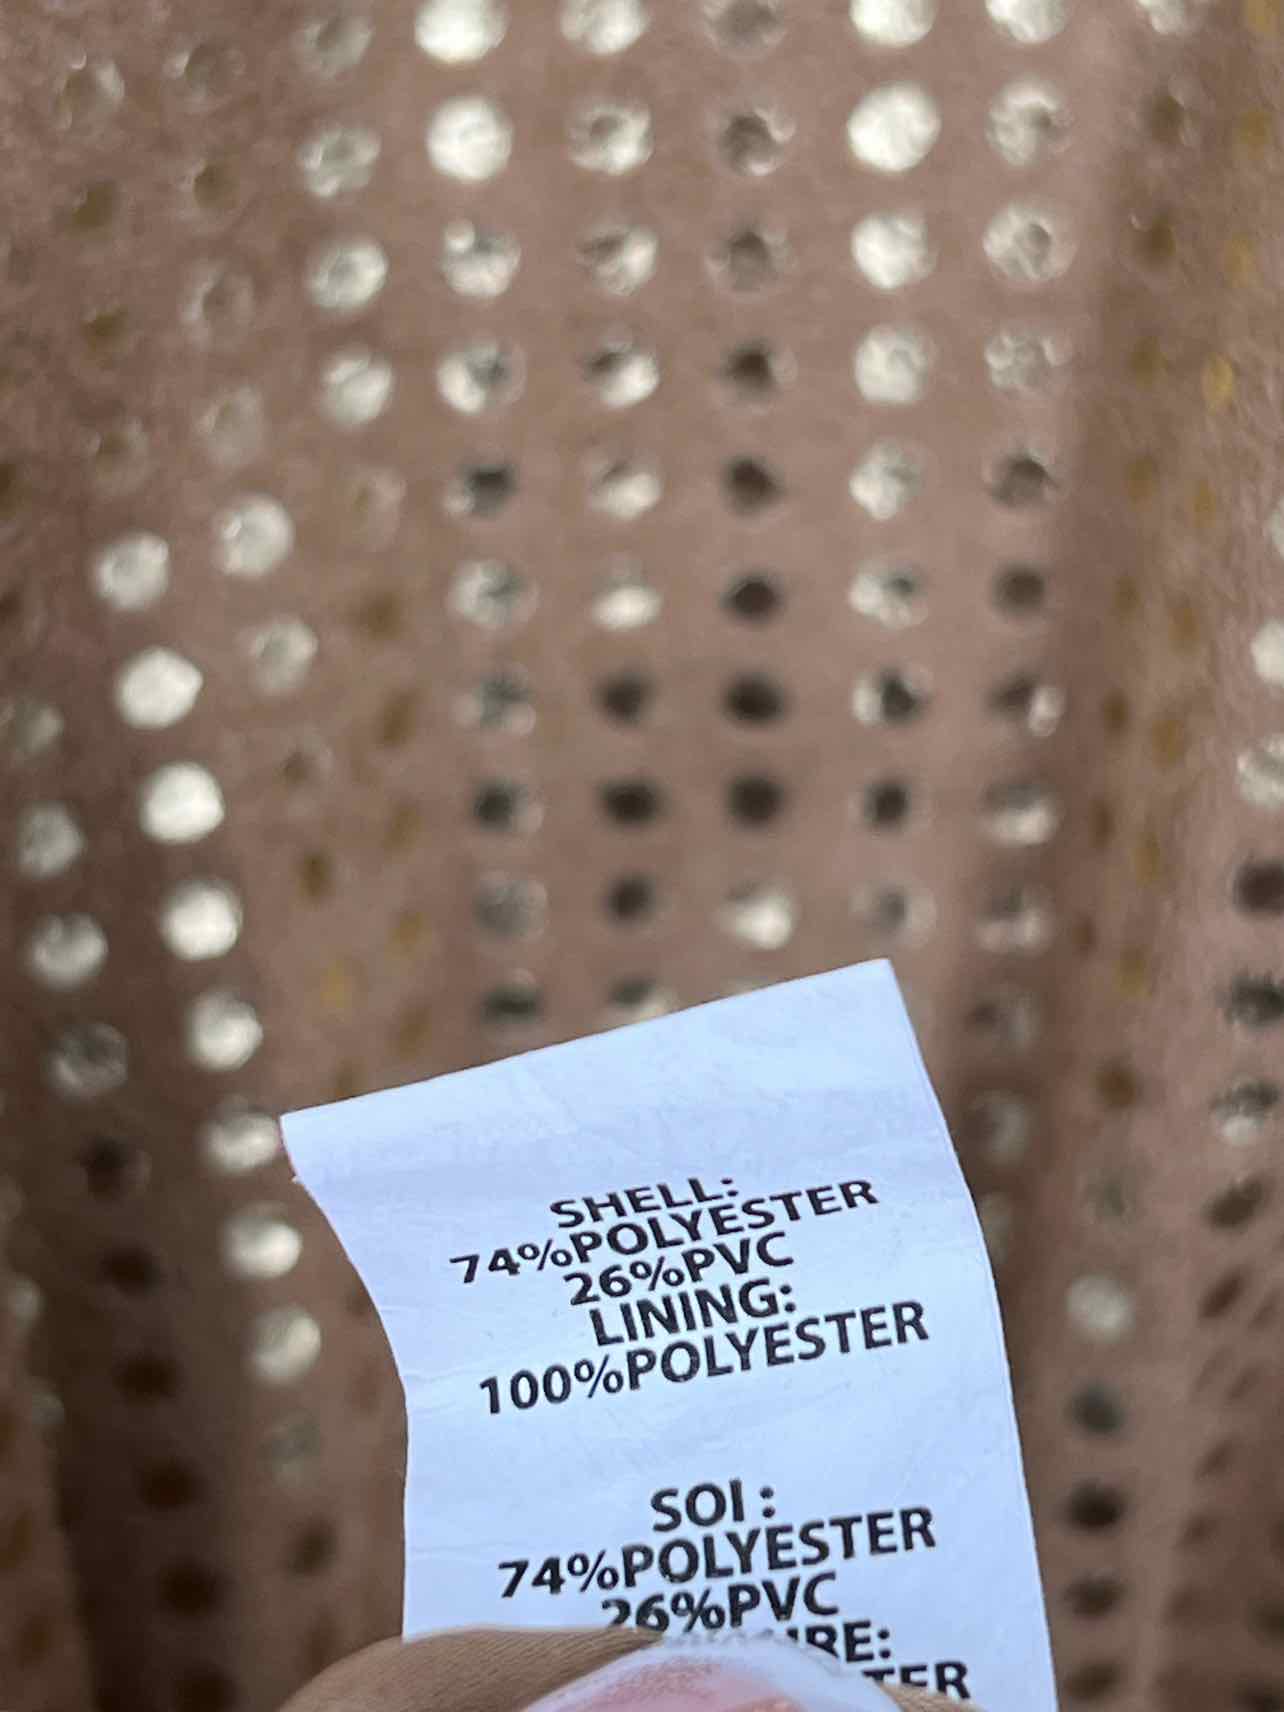 SHELL:
74%POLYESTER
26%PVC
LINING:
100%POLYESTER
SOI :
74%POLYESTER
26%PVC